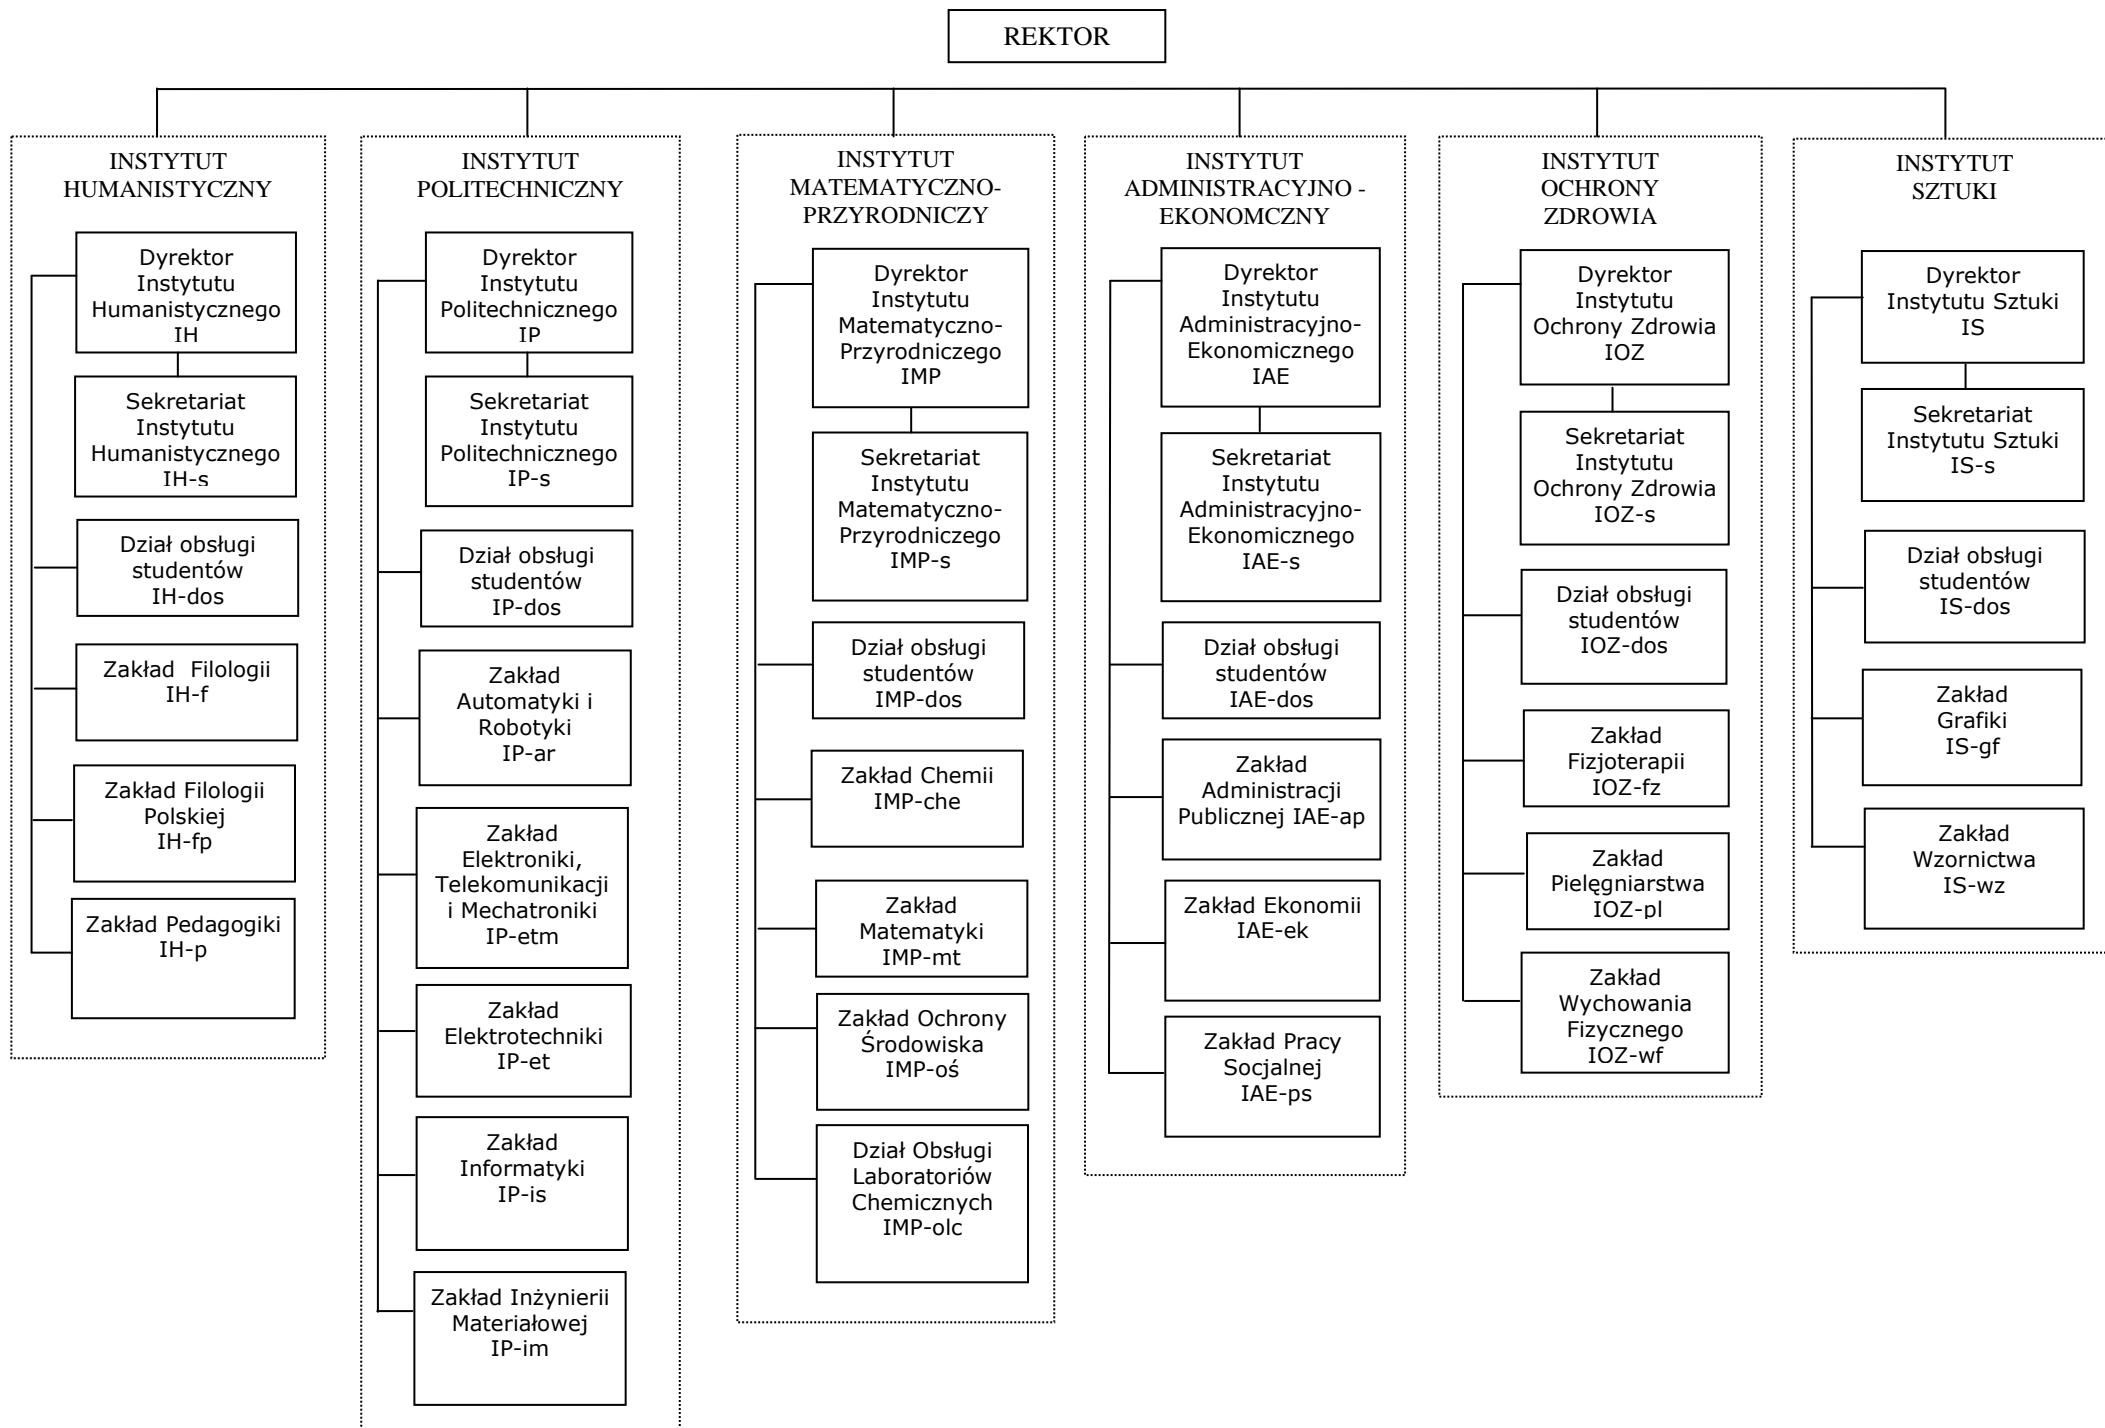 REKTOR
INSTYTUT
HUMANISTYCZNY
Dyrektor
Instytutu
Humanistycznego
IH
Sekretariat
Instytutu
Humanistycznego
IH-s
Dział obsługi
studentów
IH-dos
Zakład Filologii
IH-f
Zakład Filologii
Polskiej
IH-fp
Zakład Pedagogiki
IH-p
INSTYTUT
POLITECHNICZNY
Dyrektor
Instytutu
Politechnicznego
IP
Sekretariat
Instytutu
Politechnicznego
IP-s
Dział obsługi
studentów
IP-dos
Zakład
Automatyki i
Robotyki
IP-ar
Zakład
Elektroniki,
Telekomunikacji
i Mechatroniki
IP-etm
Zakład
Elektrotechniki
IP-et
Zakład
Informatyki
IP-is
Zakład Inżynierii
Materiałowej
IP-im
INSTYTUT
MATEMATYCZNO-
PRZYRODNICZY
Dyrektor
Instytutu
Matematyczno-
Przyrodniczego
IMP
Sekretariat
Instytutu
Matematyczno-
Przyrodniczego
IMP-s
Dział obsługi
studentów
IMP-dos
Zakład Chemii
IMP-che
Zakład
Matematyki
IMP-mt
Zakład Ochrony
Środowiska
IMP-oś
Dział Obsługi
Laboratoriów
Chemicznych
IMP-olc
INSTYTUT
ADMINISTRACYJNO -
EKONOMCZNY
Dyrektor
Instytutu
Administracyjno-
Ekonomicznego
IAE
Sekretariat
Instytutu
Administracyjno-
Ekonomicznego
IAE-s
Dział obsługi
studentów
IAE-dos
Zakład
Administracji
Publicznej IAE-ap
Zakład Ekonomii
IAE-ek
Zakład Pracy
Socjalnej
IAE-ps
INSTYTUT
OCHRONY
ZDROWIA
Dyrektor
Instytutu
Ochrony Zdrowia
IOZ
Sekretariat
Instytutu
Ochrony Zdrowia
IOZ-s
Dział obsługi
studentów
IOZ-dos
Zakład
Fizjoterapii
IOZ-fz
Zakład
Pielęgniarstwa
IOZ-pl
Zakład
Wychowania
Fizycznego
IOZ-wf
INSTYTUT
SZTUKI
Dyrektor
Instytutu Sztuki
IS
Sekretariat
Instytutu Sztuki
IS-s
Dział obsługi
studentów
IS-dos
Zakład
Grafiki
IS-gf
Zakład
Wzornictwa
IS-wz